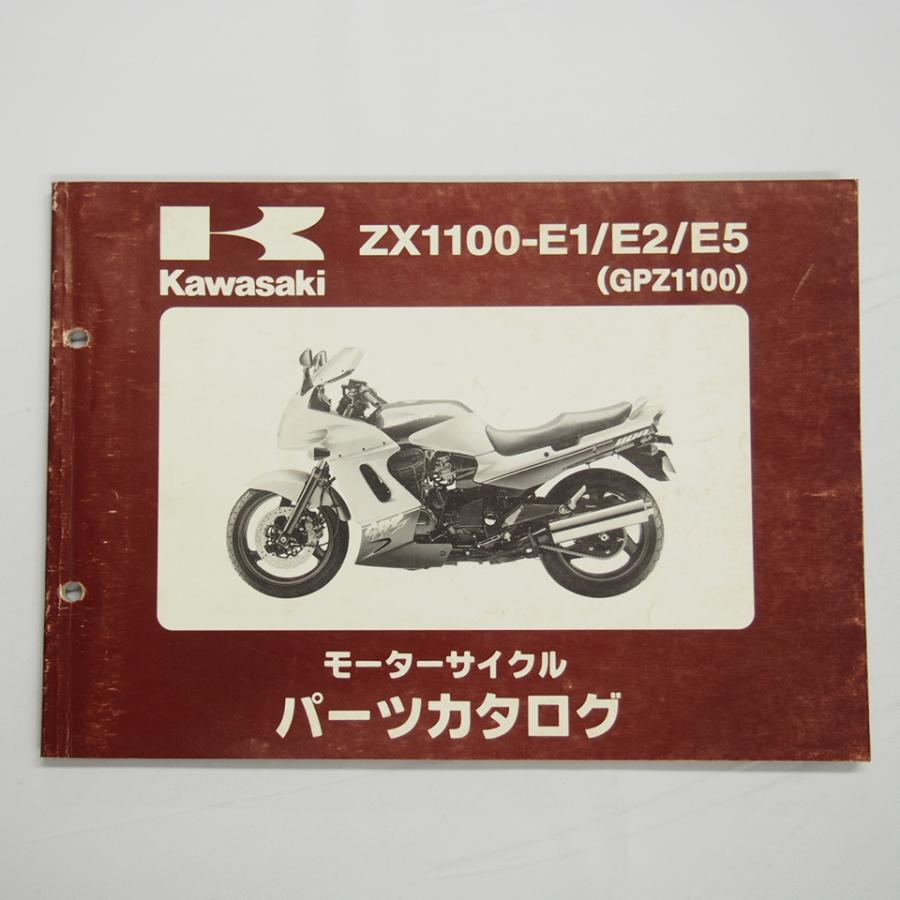 Kawasaki
ZX1100-E1/E2/E5
(GPZ1100)
1100
モーターサイクル
パーツカタログ